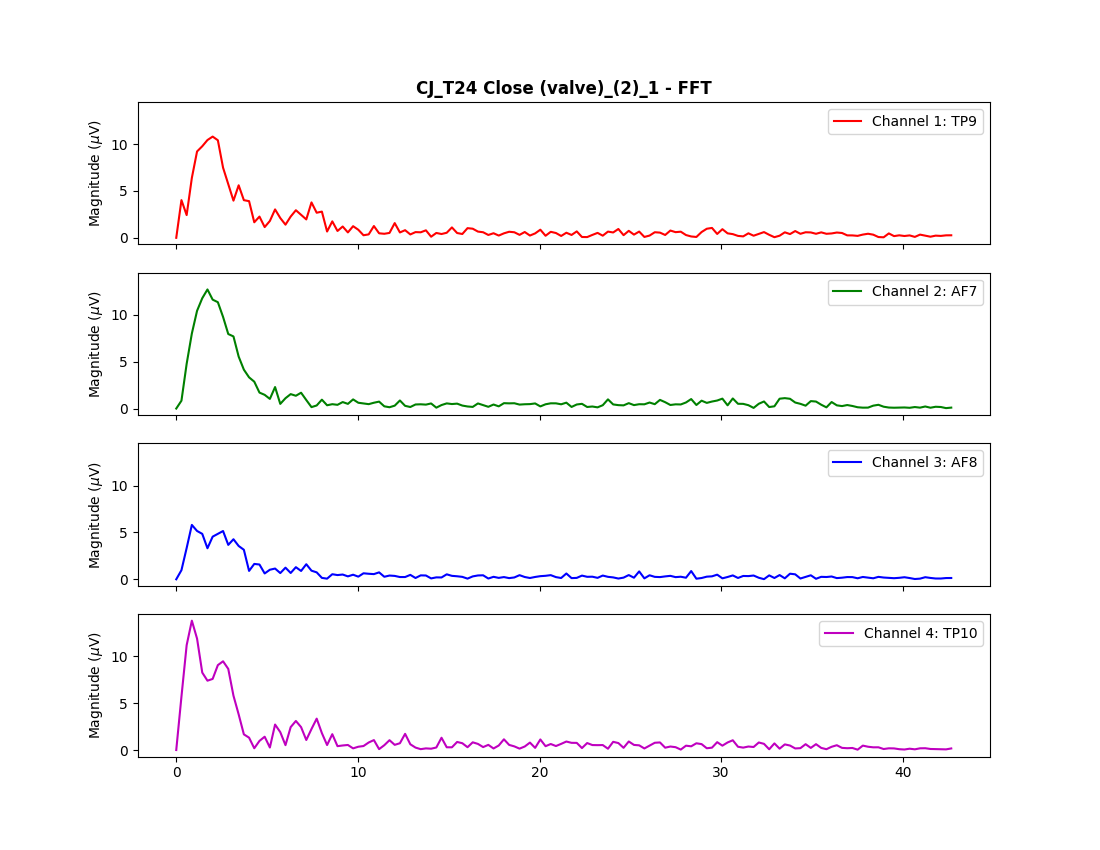 CJ_T24 Close (valve)_(2)_1 - FFT
Magnitude (μV)
10
5
0
Channel 1: TP9
Magnitude (μV)
10
5
0
Channel 2: AF7
Magnitude (μV)
10
5
0
Channel 3: AF8
Magnitude (μV)
10
5
0
Channel 4: TP10
0 10 20 30 40